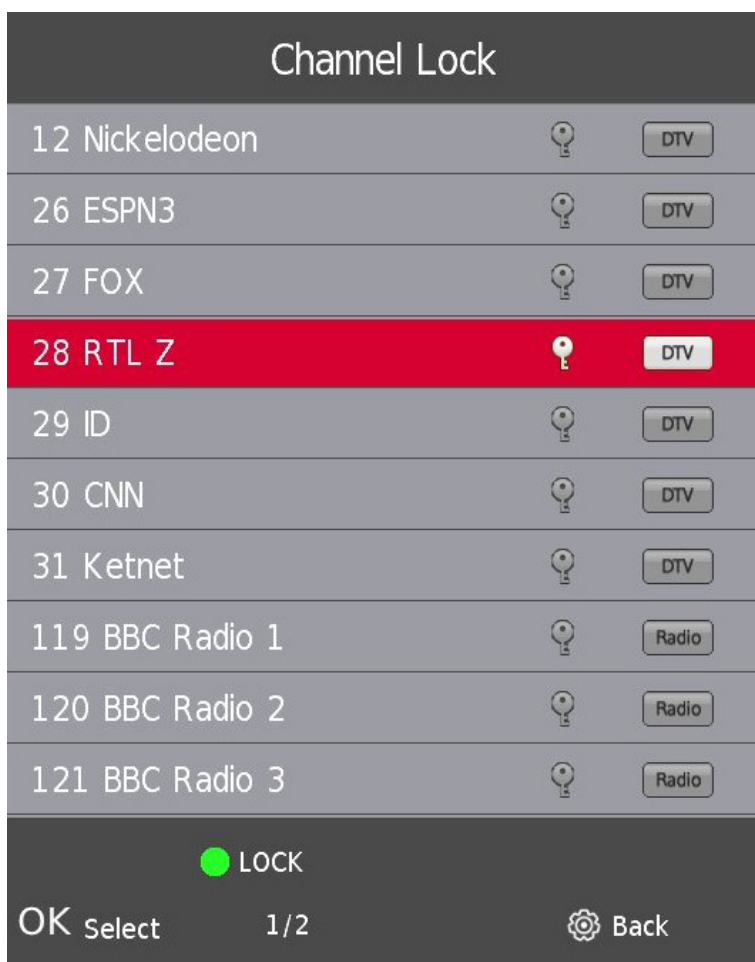 Channel Lock
12 Nickelodeon DTV
26 ESPN3 DTV
27 FOX DTV
28 RTL Z DTV
29 ID DTV
30 CNN DTV
31 Ketnet DTV
119 BBC Radio 1 Radio
120 BBC Radio 2 Radio
121 BBC Radio 3 Radio
LOCK
OK Select 1/2 Back